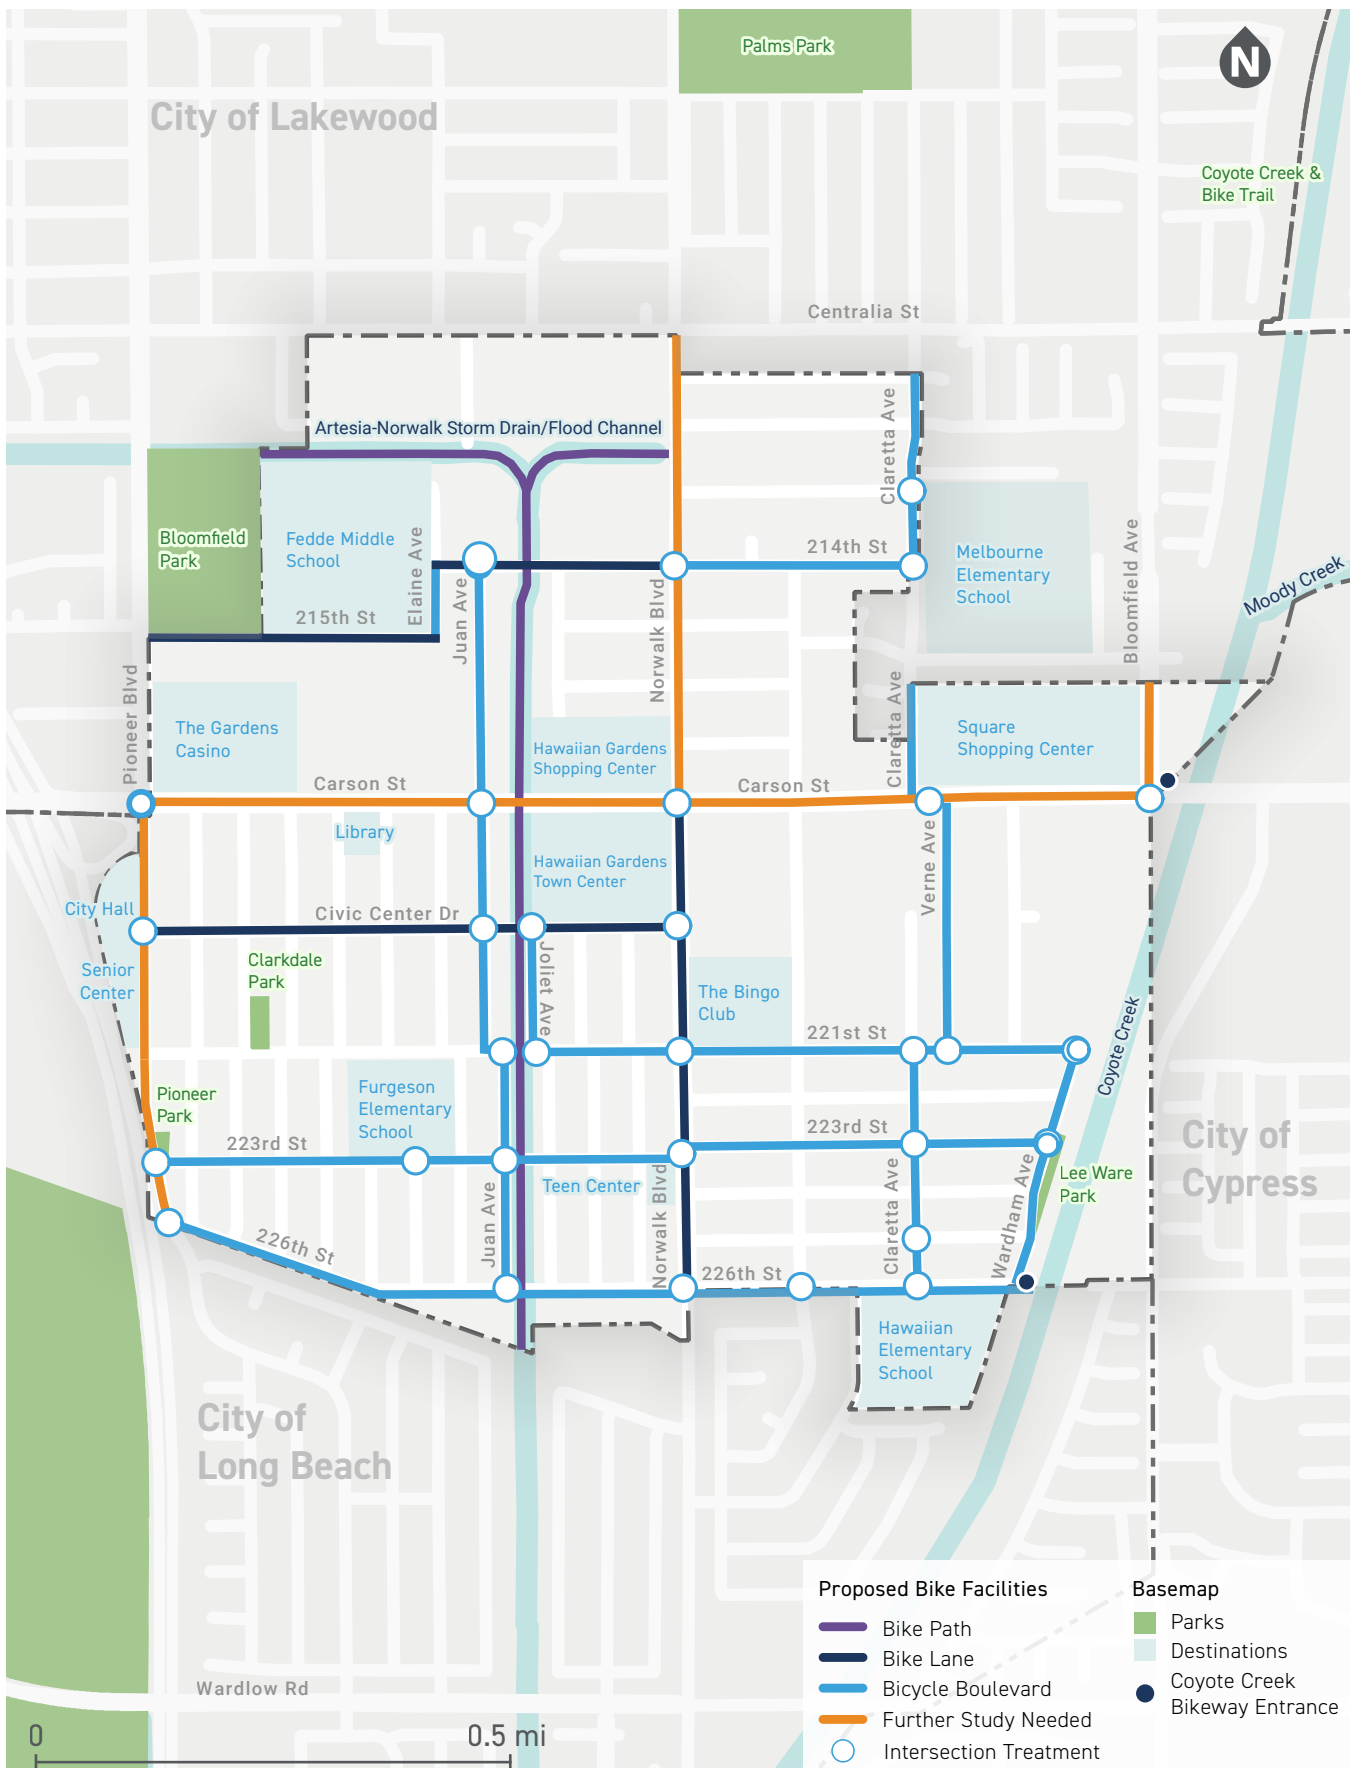 Palms Park
N
City of Lakewood
Coyote Creek &
Bike Trail
Centralia St
Claretta Ave
Artesia-Norwalk Storm Drain/Flood Channel
Bloomfield
Park
Fedde Middle
School
Elaine Ave
Juan Ave
214th St
Melbourne
Elementary
School
Bloomfield Ave
Moody Creek
215th St
Norwalk Blvd
Pioneer Blvd
The Gardens
Casino
Hawaiian Gardens
Shopping Center
Claretta Ave
Square
Shopping Center
Carson St
Carson St
Library
Hawaiian Gardens
Town Center
Verne Ave
City Hall
Civic Center Dr
Senior
Center
Clarkdale
Park
Joliet Ave
The Bingo
Club
221st St
Coyote Creek
Pioneer
Park
Furgeson
Elementary
School
223rd St
223rd St
City of
Cypress
Teen Center
Juan Ave
Norwalk Blvd
Claretta Ave
Wardham Ave
Lee Ware
Park
226th St
226th St
Hawaiian
Elementary
School
City of
Long Beach
Wardlow Rd
0
0.5 mi
Proposed Bike Facilities
Bike Path
Bike Lane
Bicycle Boulevard
Further Study Needed
Intersection Treatment
Basemap
Parks
Destinations
Coyote Creek
Bikeway Entrance